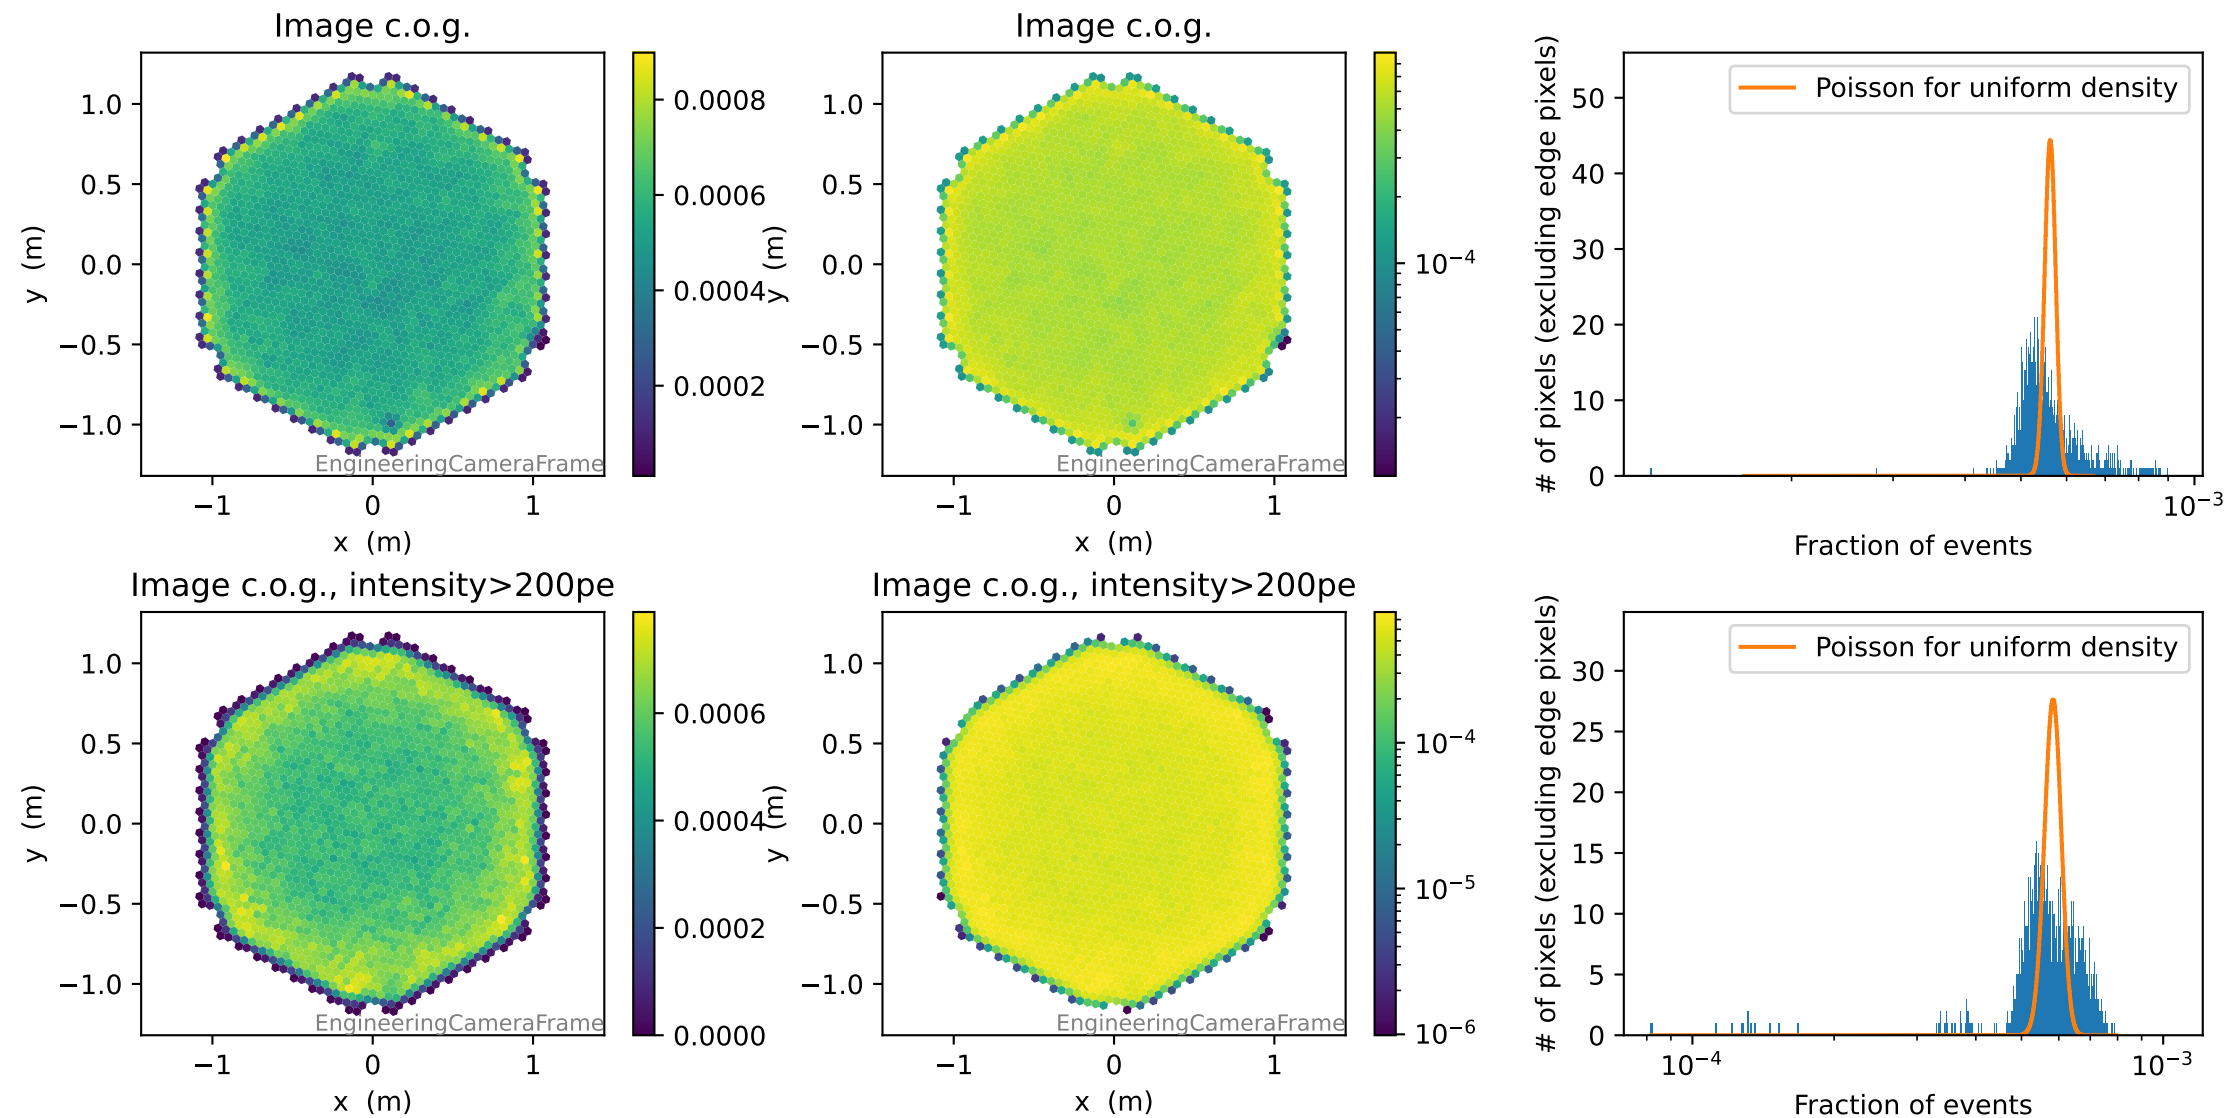 Image c.o.g.
1.0
0.5
0.0
−0.5
−1.0
y (m)
−1
0
1
x (m)
EngineeringCameraFrame
0.0008
0.0006
0.0004
0.0002
Image c.o.g.
1.0
0.5
0.0
−0.5
−1.0
y (m)
−1
0
1
x (m)
EngineeringCameraFrame
10⁻⁴
# of pixels (excluding edge pixels)
50
40
30
20
10
0
Poisson for uniform density
10⁻³
Fraction of events
Image c.o.g., intensity>200pe
1.0
0.5
0.0
−0.5
−1.0
y (m)
−1
0
1
x (m)
EngineeringCameraFrame
0.0006
0.0004
0.0002
0.0000
Image c.o.g., intensity>200pe
1.0
0.5
0.0
−0.5
−1.0
y (m)
−1
0
1
x (m)
EngineeringCameraFrame
10⁻⁴
10⁻⁵
10⁻⁶
# of pixels (excluding edge pixels)
30
25
20
15
10
5
0
Poisson for uniform density
10⁻⁴
10⁻³
Fraction of events